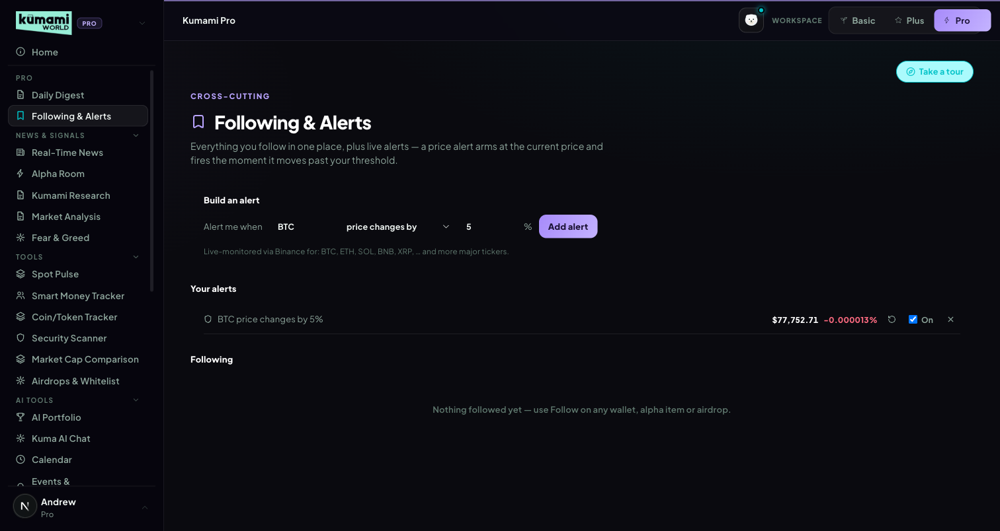 kūmami
WORLD
PRO
Home
PRO
Daily Digest
Following & Alerts
NEWS & SIGNALS
Real-Time News
Alpha Room
Kumami Research
Market Analysis
Fear & Greed
TOOLS
Spot Pulse
Smart Money Tracker
Coin/Token Tracker
Security Scanner
Market Cap Comparison
Airdrops & Whitelist
AI TOOLS
AI Portfolio
Kuma AI Chat
Calendar
Events &
N
Andrew
Pro
Kumami Pro
WORKSPACE
Basic
Plus
Pro
Take a tour
CROSS-CUTTING
Following & Alerts
Everything you follow in one place, plus live alerts — a price alert arms at the current price and
fires the moment it moves past your threshold.
Build an alert
Alert me when BTC price changes by 5 % Add alert
Live-monitored via Binance for: BTC, ETH, SOL, BNB, XRP, … and more major tickers.
Your alerts
BTC price changes by 5% $77,752.71 -0.000013% On
Following
Nothing followed yet — use Follow on any wallet, alpha item or airdrop.